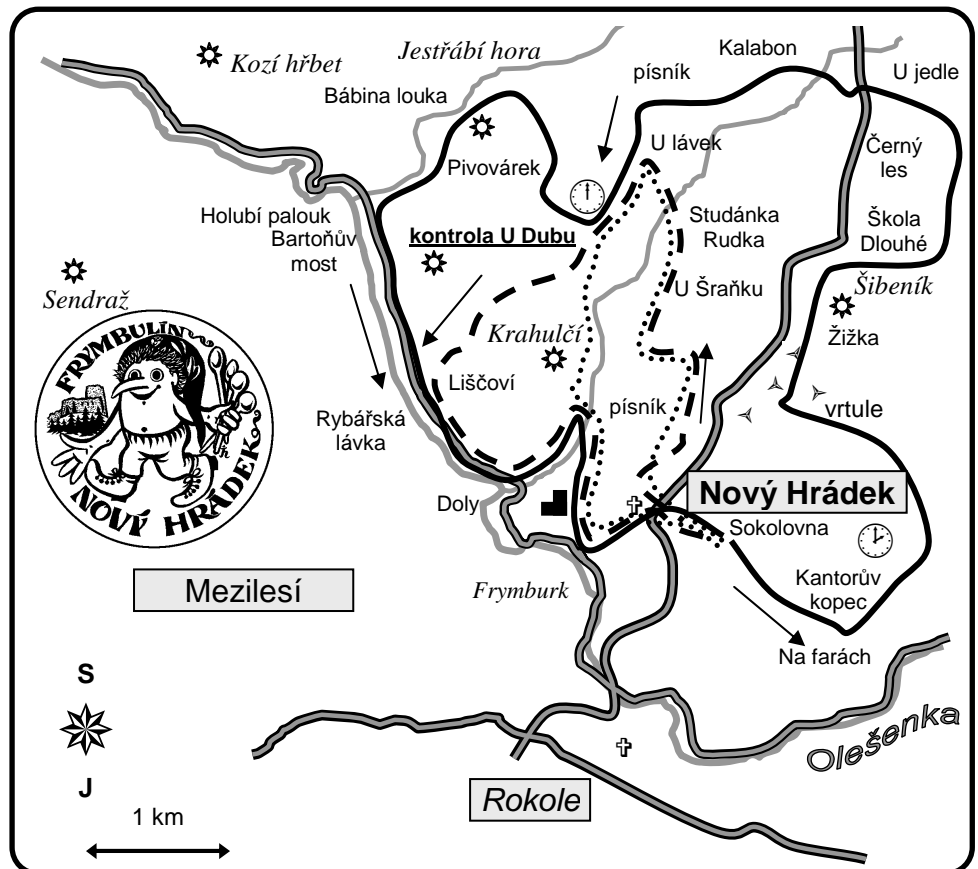 Kozí hřbet
Jestřábí hora
Kalabon
písník
U jedle
Bábina louka
U lávek
Pivovárek
Černý
les
Holubí palouk
Bartoňův
most
kontrola U Dubu
Studánka
Rudka
Škola
Dlouhé
Sendraž
U Šraňku
Šibeník
Žižka
Krahulčí
FRYMBULÍN
NOVÝ HRÁDEK
Liščoví
Rybářská
lávka
písník
vrtule
Doly
Nový Hrádek
Sokolovna
Mezilesí
Frymburk
Kantorův
kopec
Na farách
S
J
Olešenka
Rokole
1 km